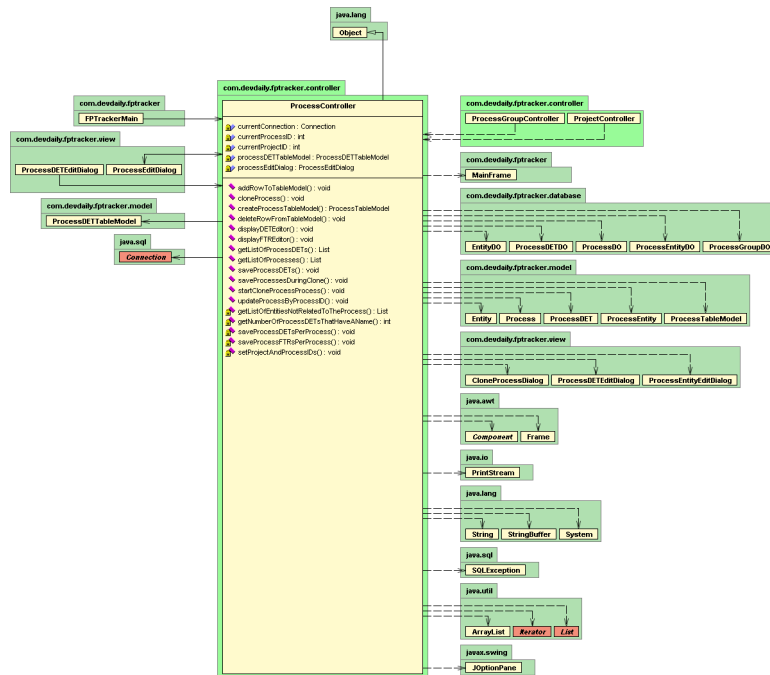 java.lang
Object
com.devdaily.fptracker.controller
ProcessController
currentConnection : Connection
currentProcessID : int
currentProjectID : int
processDETTableModel : ProcessDETTableModel
processEditDialog : ProcessEditDialog
addRowToTableModel() : void
cloneProcess() : void
createProcessTableModel() : ProcessTableModel
deleteRowFromTableModel() : void
displayDETEditor() : void
displayFTREditor() : void
getListOfProcessDETs() : List
getListOfProcesses() : List
saveProcessDETs() : void
saveProcessesDuringClone() : void
startCloneProcessProcess() : void
updateProcessByProcessID() : void
getListOfEntitiesNotRelatedToTheProcess() : List
getNumberOfProcessDETsThatHaveAName() : int
saveProcessDETsPerProcess() : void
saveProcessFTRsPerProcess() : void
setProjectAndProcessIDs() : void
com.devdaily.fptracker
FPTrackerMain
com.devdaily.fptracker.view
ProcessDETEditDialog ProcessEditDialog
com.devdaily.fptracker.model
ProcessDETTableModel
java.sql
Connection
com.devdaily.fptracker.controller
ProcessGroupController ProjectController
com.devdaily.fptracker
MainFrame
com.devdaily.fptracker.database
EntityDO ProcessDETDO ProcessDO ProcessEntityDO ProcessGroupDO
com.devdaily.fptracker.model
Entity Process ProcessDET ProcessEntity ProcessTableModel
com.devdaily.fptracker.view
CloneProcessDialog ProcessDETEditDialog ProcessEntityEditDialog
java.awt
Component Frame
java.io
PrintStream
java.lang
String StringBuffer System
java.sql
SQLException
java.util
ArrayList Iterator List
javax.swing
JOptionPane